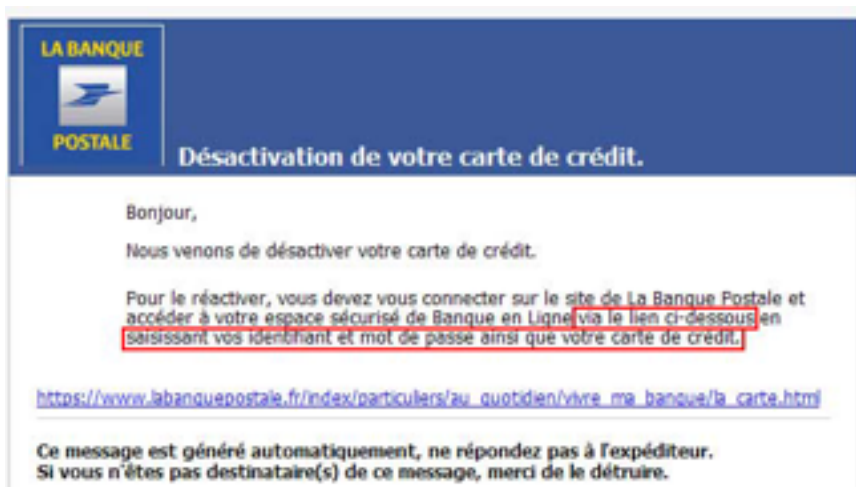 LA BANQUE
POSTALE
Désactivation de votre carte de crédit.
Bonjour,
Nous venons de désactiver votre carte de crédit.
Pour le réactiver, vous devez vous connecter sur le site de La Banque Postale et
accéder à votre espace sécurisé de Banque en Ligne via le lien ci-dessous en
saisissant vos identifiant et mot de passe ainsi que votre carte de crédit.
https://www.labanquepostale.fr/index/particuliers/au_quotidien/vivre_ma_banque/la_carte.html
Ce message est généré automatiquement, ne répondez pas à l'expéditeur.
Si vous n'êtes pas destinataire(s) de ce message, merci de le détruire.